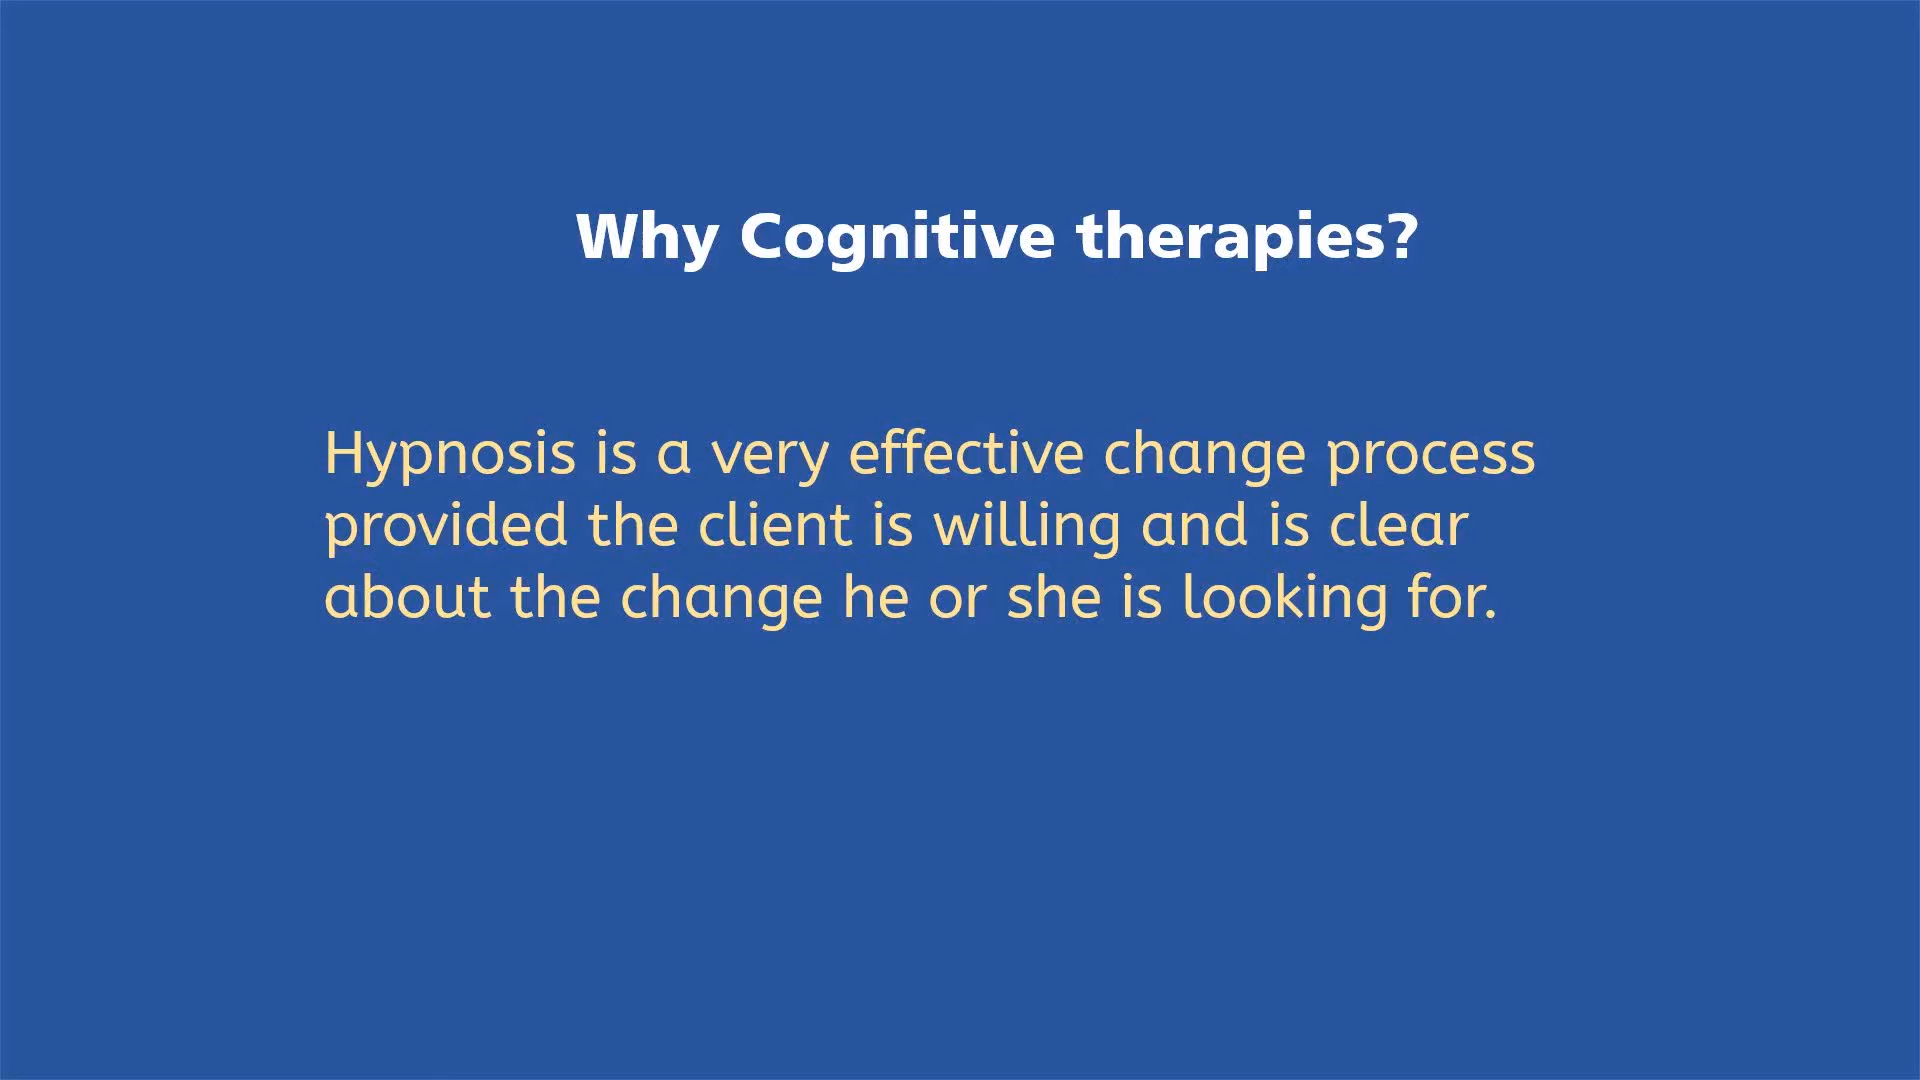 Why Cognitive therapies?
Hypnosis is a very effective change process
provided the client is willing and is clear
about the change he or she is looking for.